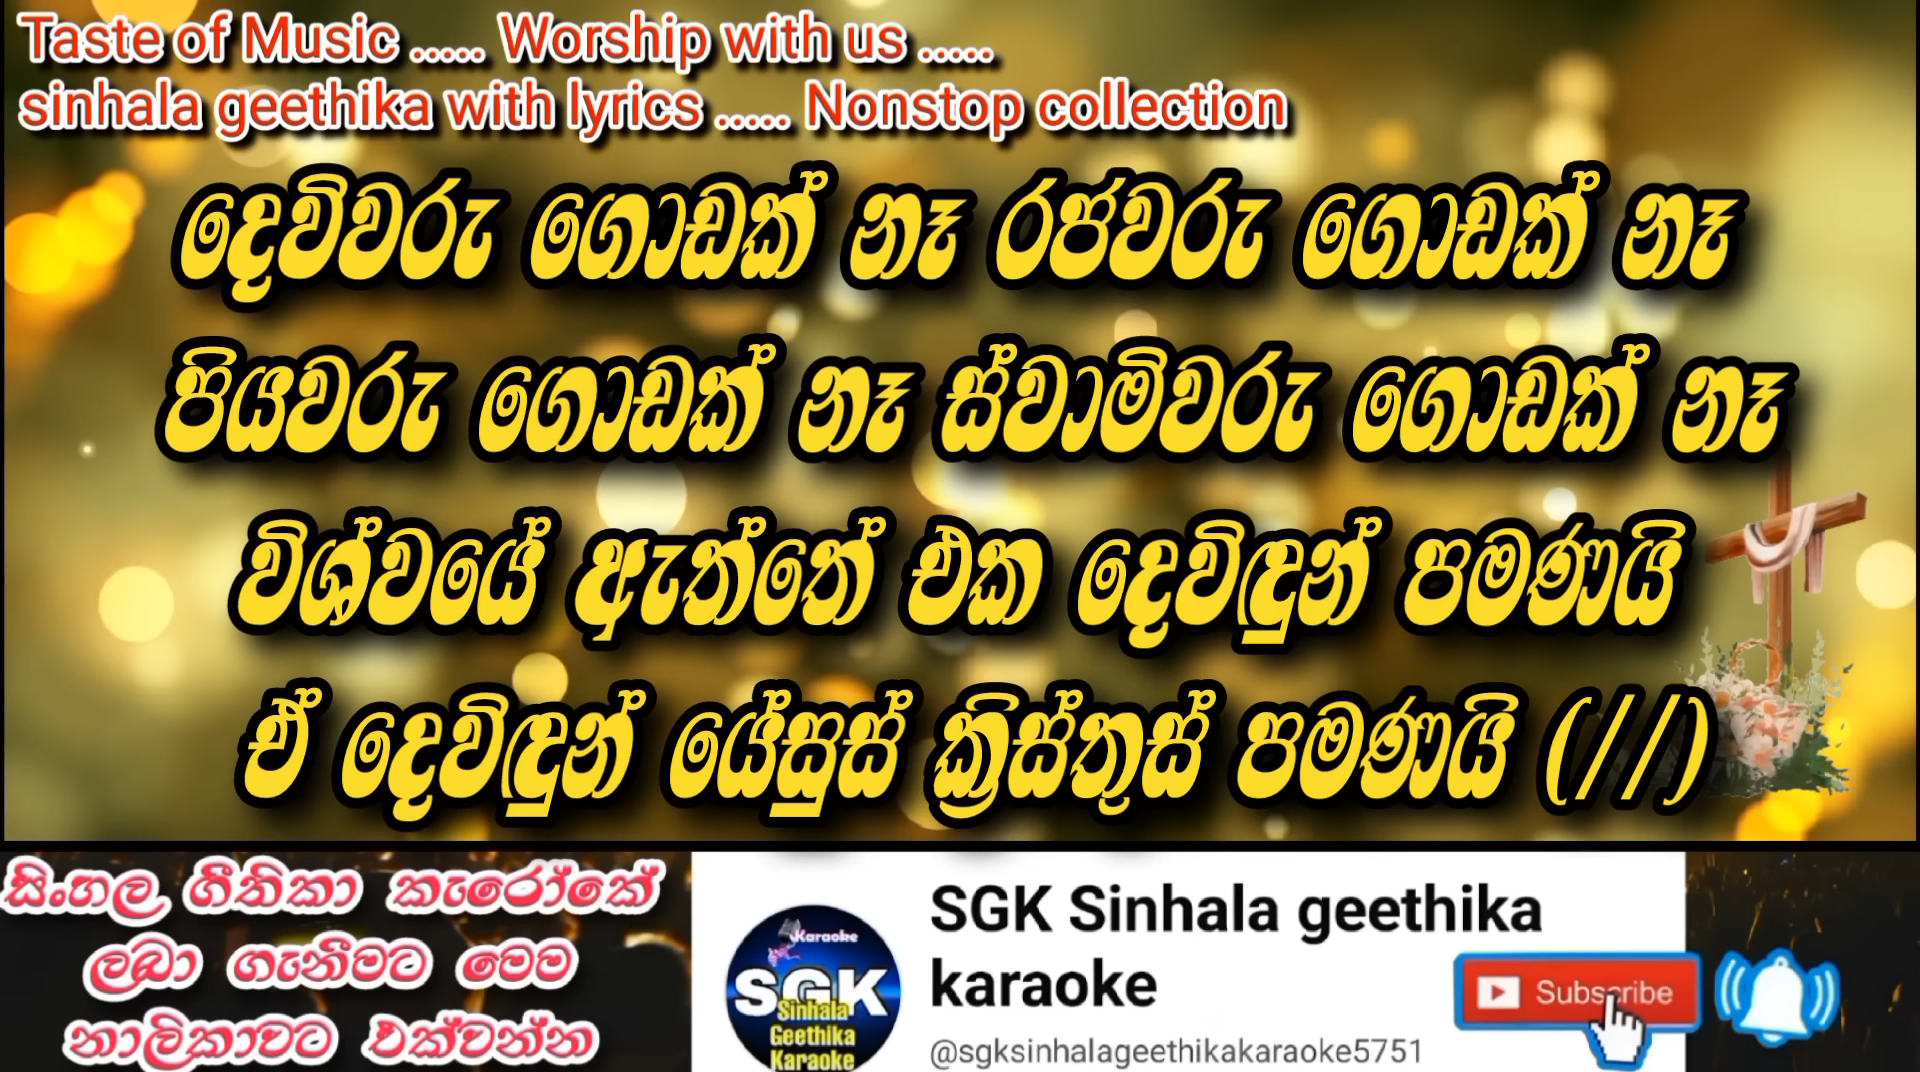 Taste of Music ..... Worship with us .....
sinhala geethika with lyrics ..... Nonstop collection
දෙවිවරු ගොඩක් නෑ රජවරු ගොඩක් නෑ
පියවරු ගොඩක් නෑ ස්වාමිවරු ගොඩක් නෑ
විශ්වයේ ඇත්තේ එක දෙවිඳුන් පමණයි
ඒ දෙවිඳුන් යේසුස් ක්‍රිස්තුස් පමණයි (//)
සිංහල ගීතිකා කැරෝකේ
ලබා ගැනීමට මෙම
නාලිකාවට එක්වන්න
Karaoke
SGK
Sinhala
Geethika
Karaoke
SGK Sinhala geethika
karaoke
@sgksinhalageethikakaraoke5751
Subscribe